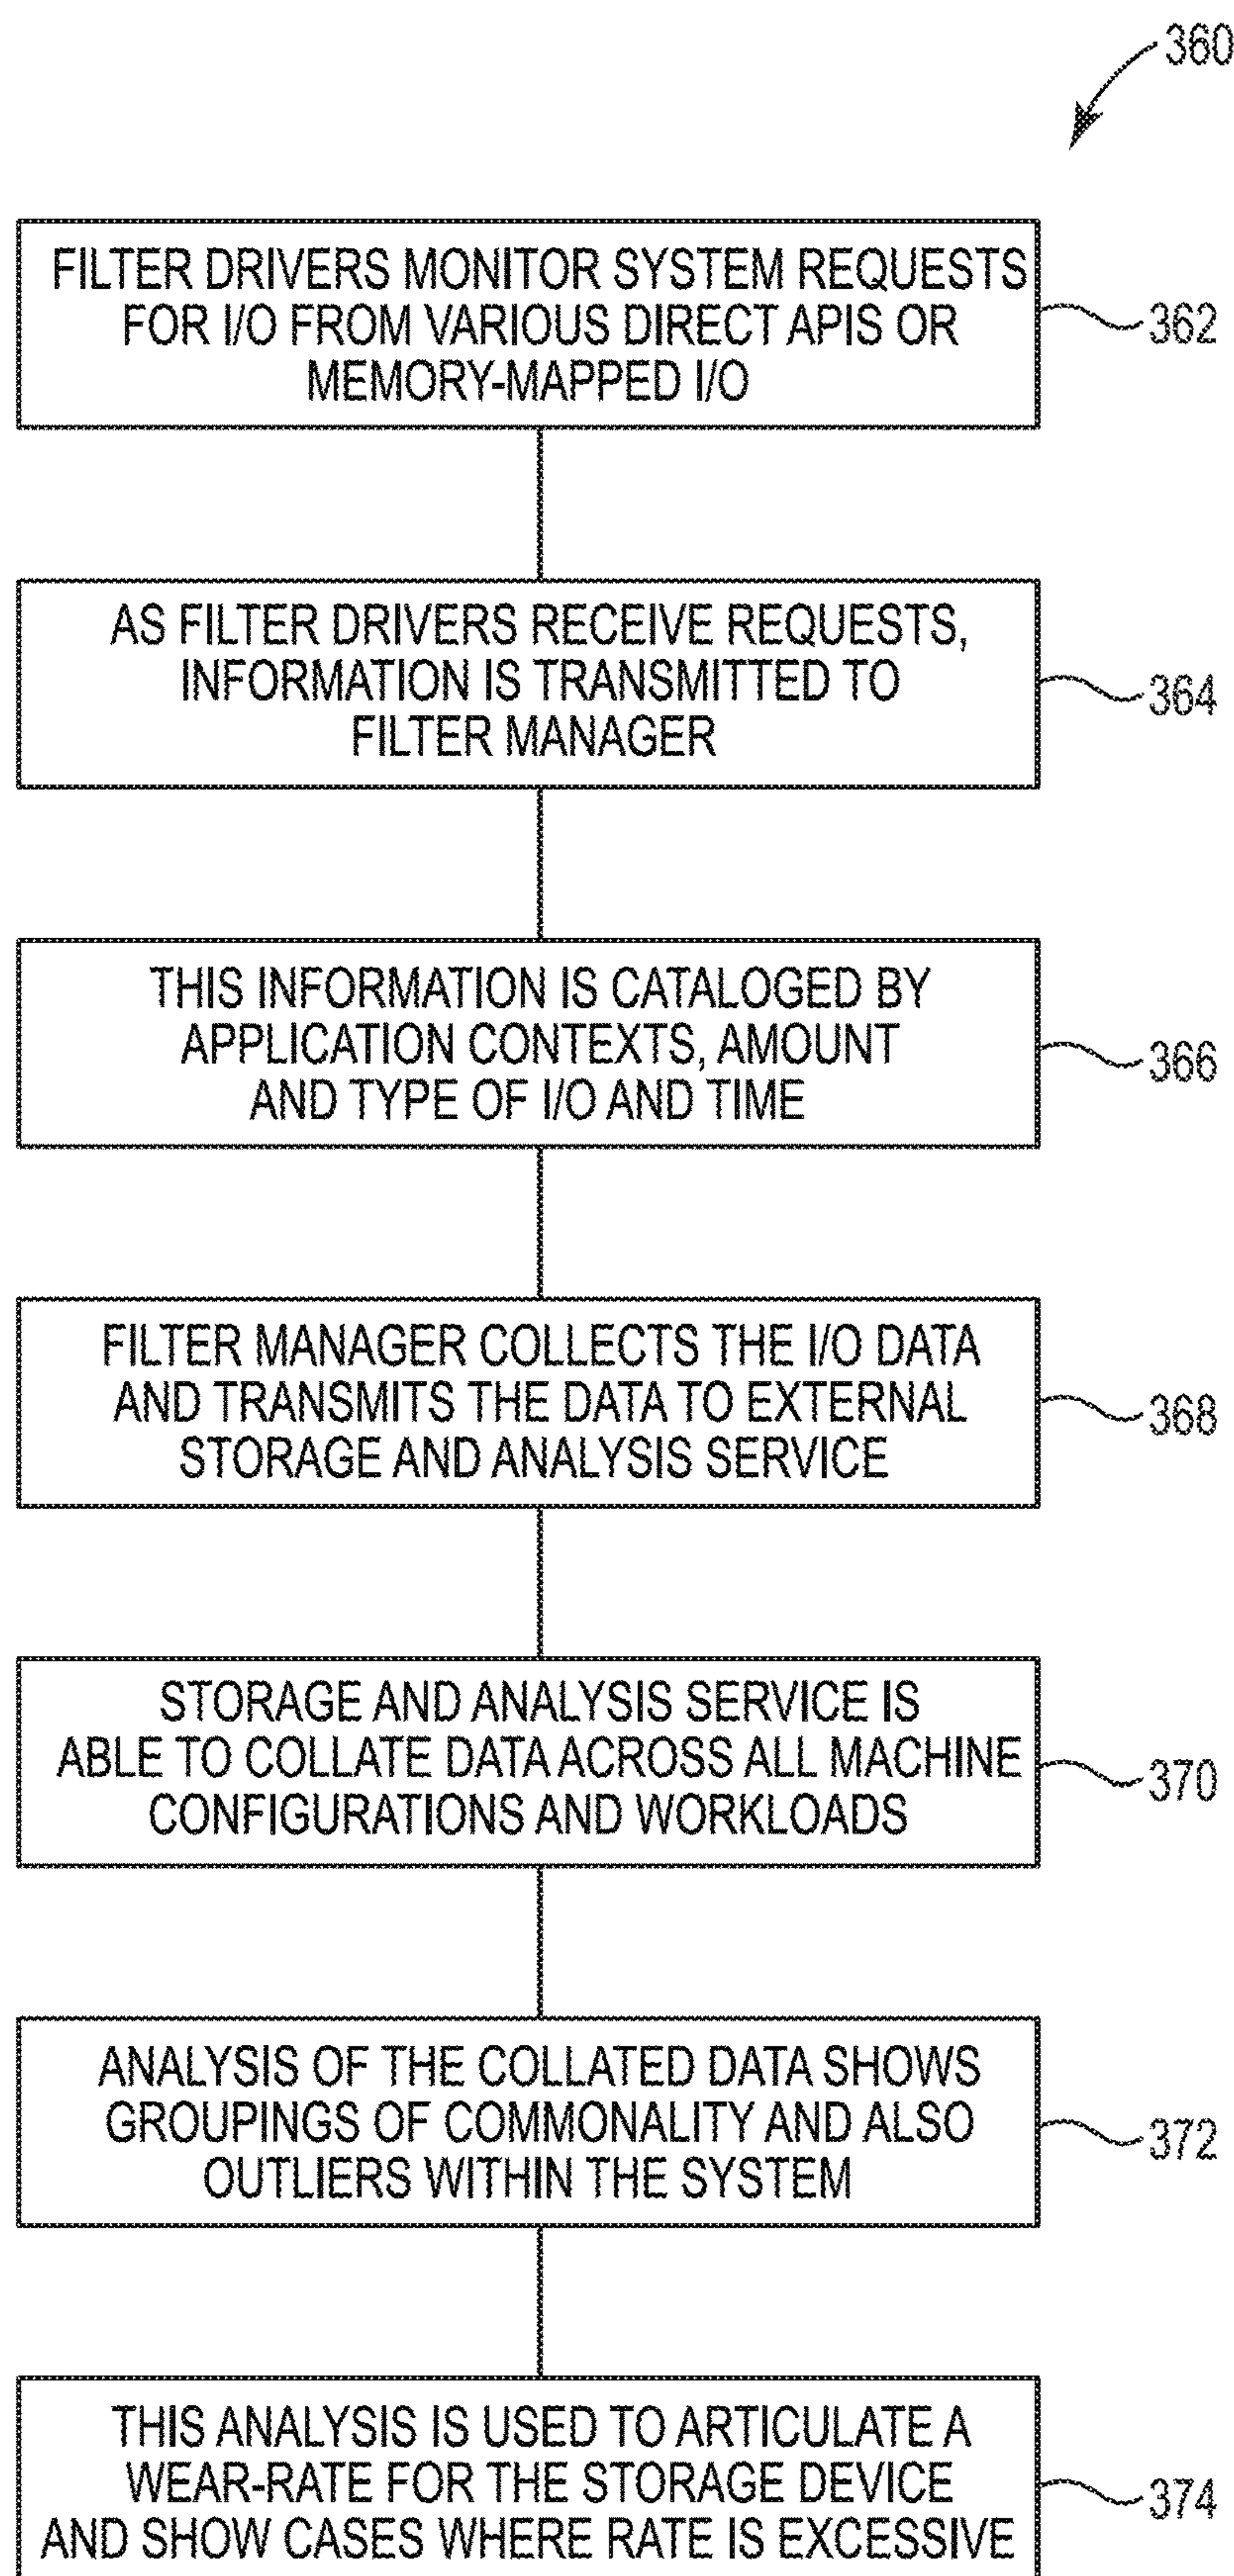 360
FILTER DRIVERS MONITOR SYSTEM REQUESTS
FOR I/O FROM VARIOUS DIRECT APIS OR
MEMORY-MAPPED I/O
362
AS FILTER DRIVERS RECEIVE REQUESTS,
INFORMATION IS TRANSMITTED TO
FILTER MANAGER
364
THIS INFORMATION IS CATALOGED BY
APPLICATION CONTEXTS, AMOUNT
AND TYPE OF I/O AND TIME
366
FILTER MANAGER COLLECTS THE I/O DATA
AND TRANSMITS THE DATA TO EXTERNAL
STORAGE AND ANALYSIS SERVICE
368
STORAGE AND ANALYSIS SERVICE IS
ABLE TO COLLATE DATA ACROSS ALL MACHINE
CONFIGURATIONS AND WORKLOADS
370
ANALYSIS OF THE COLLATED DATA SHOWS
GROUPINGS OF COMMONALITY AND ALSO
OUTLIERS WITHIN THE SYSTEM
372
THIS ANALYSIS IS USED TO ARTICULATE A
WEAR-RATE FOR THE STORAGE DEVICE
AND SHOW CASES WHERE RATE IS EXCESSIVE
374